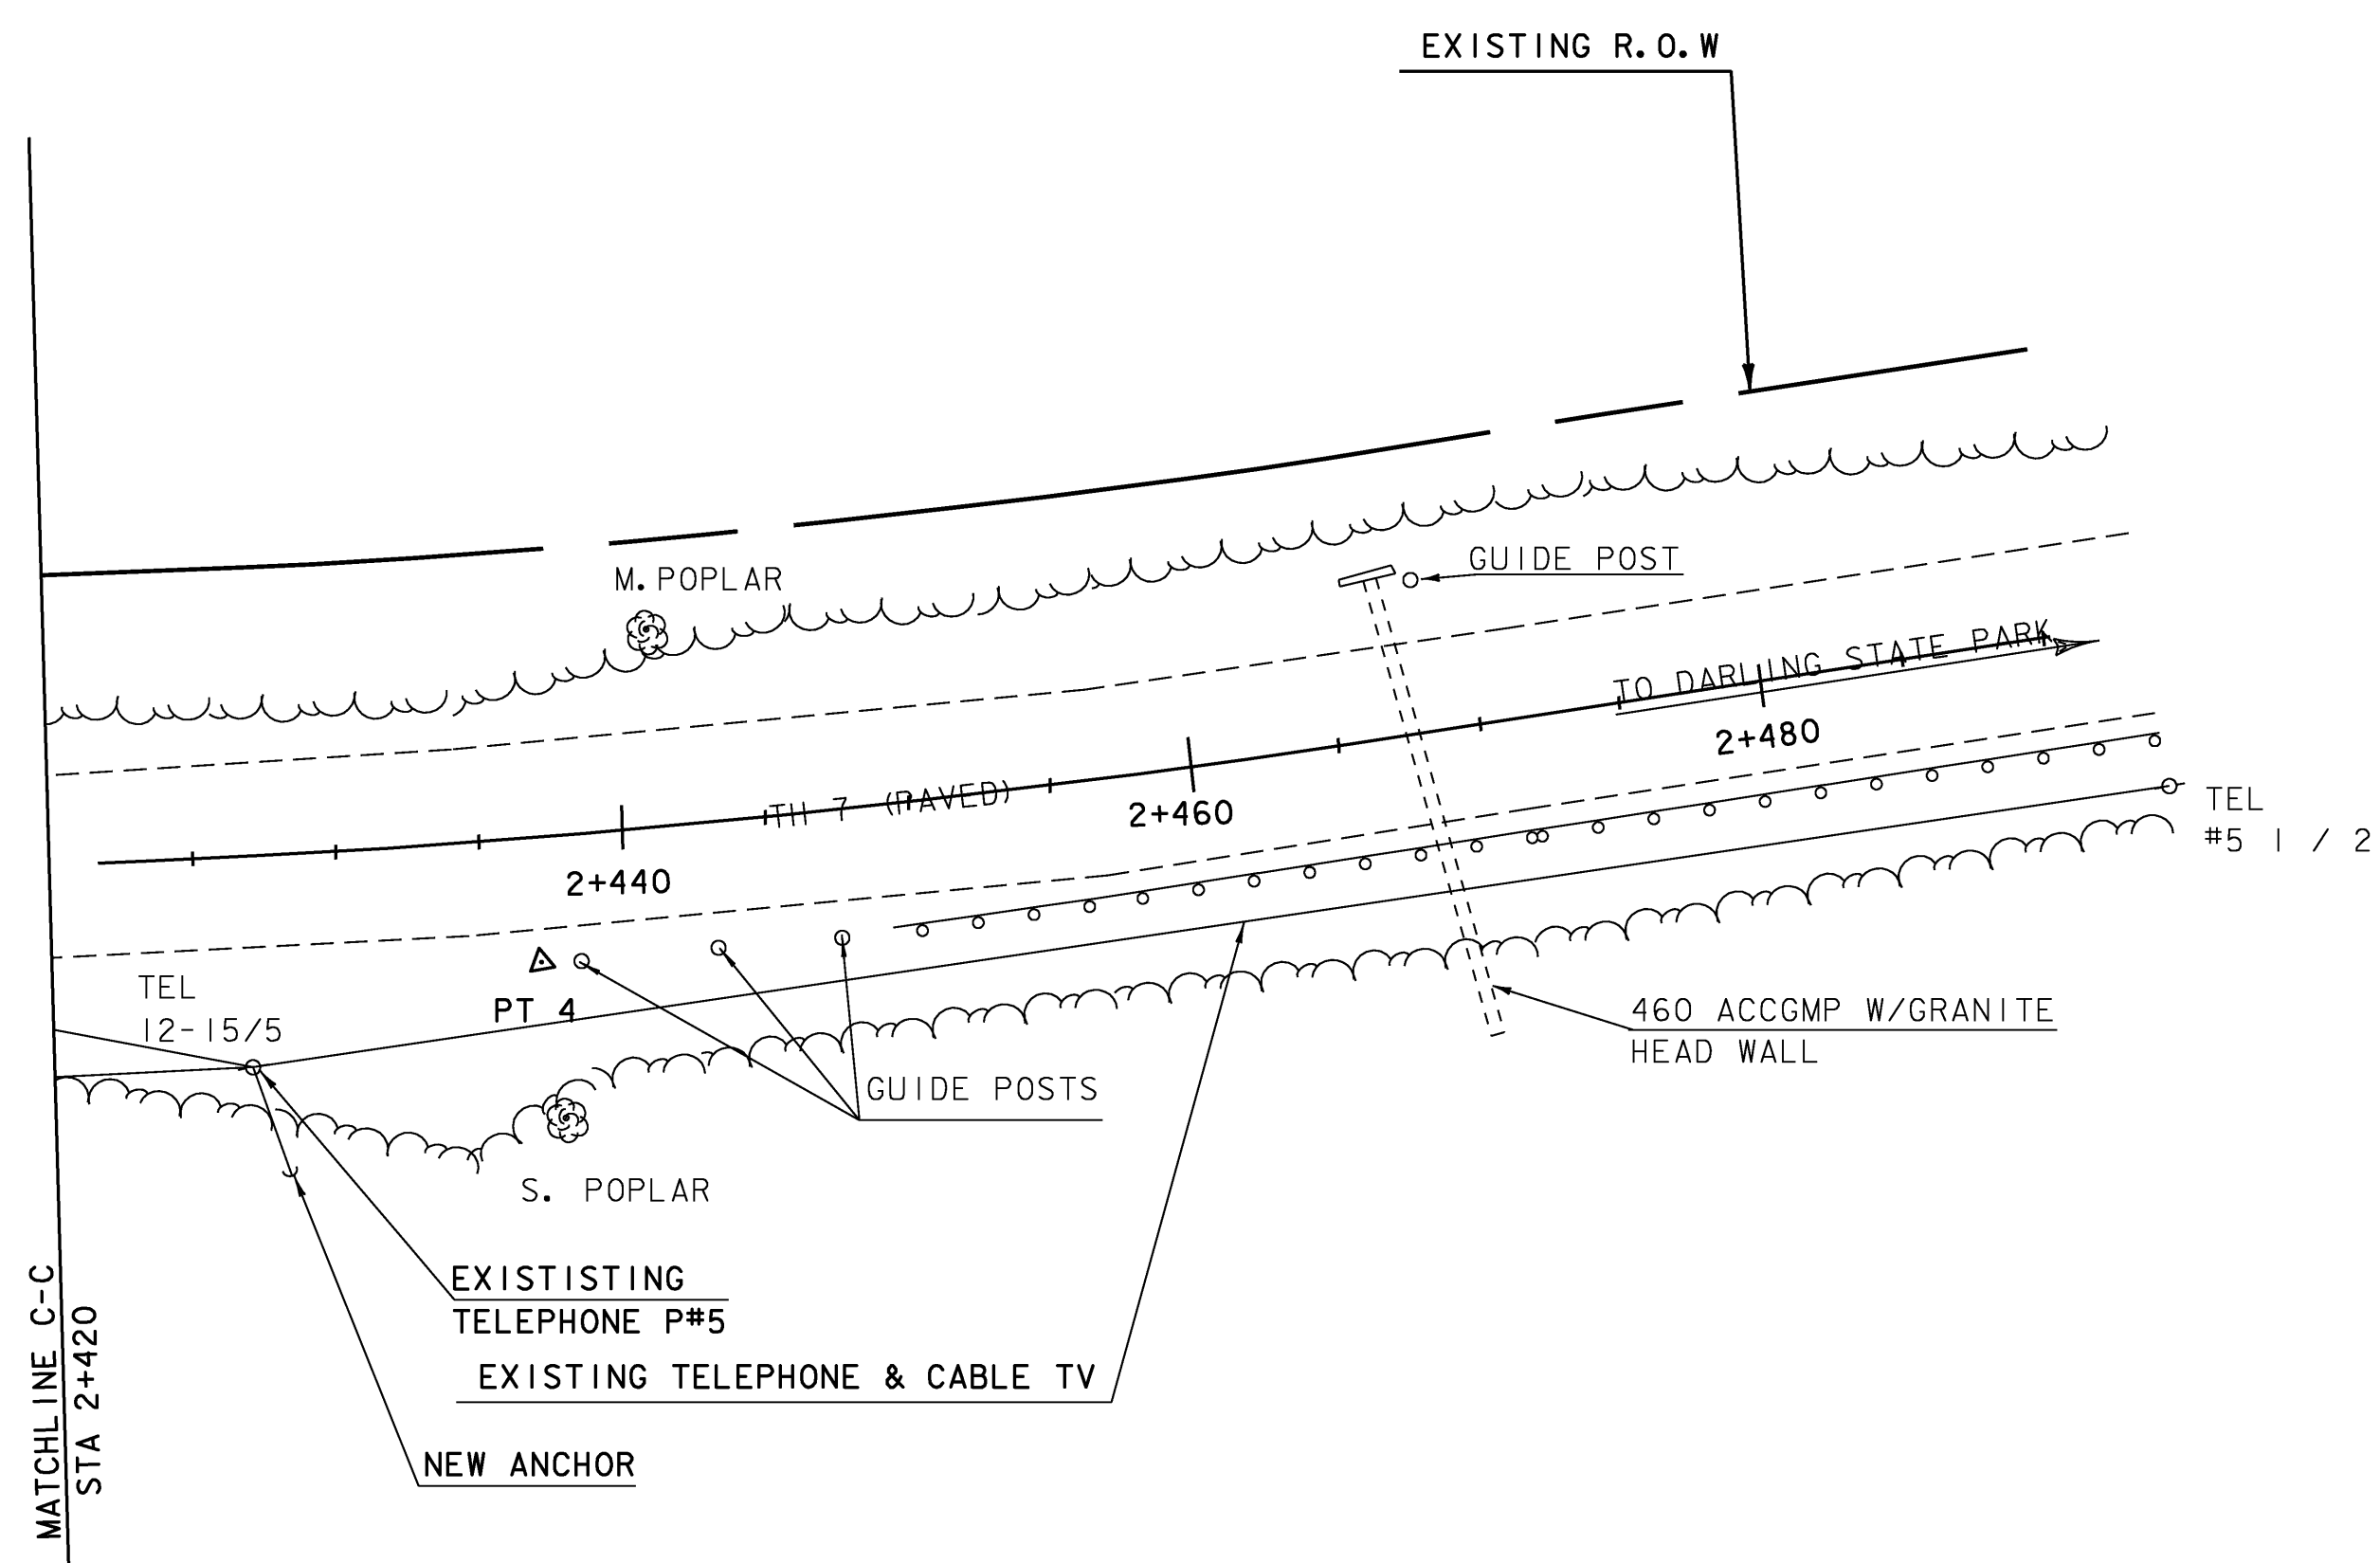 EXISTING R.O.W
M. POPLAR
GUIDE POST
TO DARLING STATE PARK
2+480
TH 7 (PAVED)
2+460
2+440
TEL
#5 1 / 2
TEL
12-15/5
PT 4
460 ACCGMP W/GRANITE
HEAD WALL
GUIDE POSTS
S. POPLAR
EXISTISTING
TELEPHONE P#5
EXISTING TELEPHONE & CABLE TV
NEW ANCHOR
MATCHLINE C-C
STA 2+420